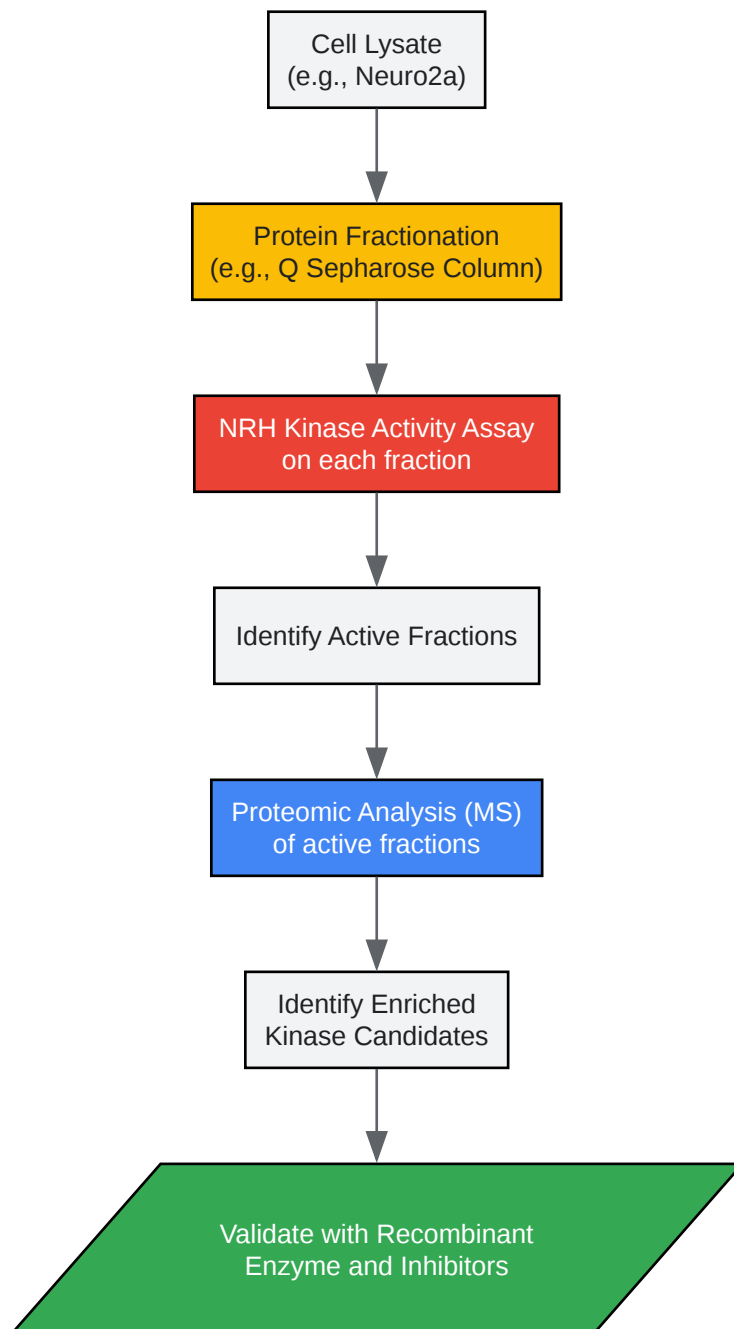 Cell Lysate
(e.g., Neuro2a)
Protein Fractionation
(e.g., Q Sepharose Column)
NRH Kinase Activity Assay
on each fraction
Identify Active Fractions
Proteomic Analysis (MS)
of active fractions
Identify Enriched
Kinase Candidates
Validate with Recombinant
Enzyme and Inhibitors